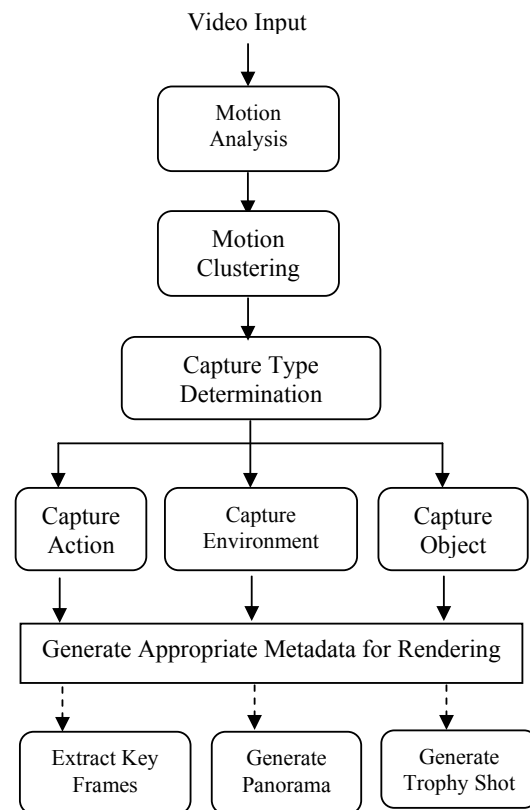 Video Input
Motion
Analysis
Motion
Clustering
Capture Type
Determination
Capture
Action
Capture
Environment
Capture
Object
Generate Appropriate Metadata for Rendering
Extract Key
Frames
Generate
Panorama
Generate
Trophy Shot